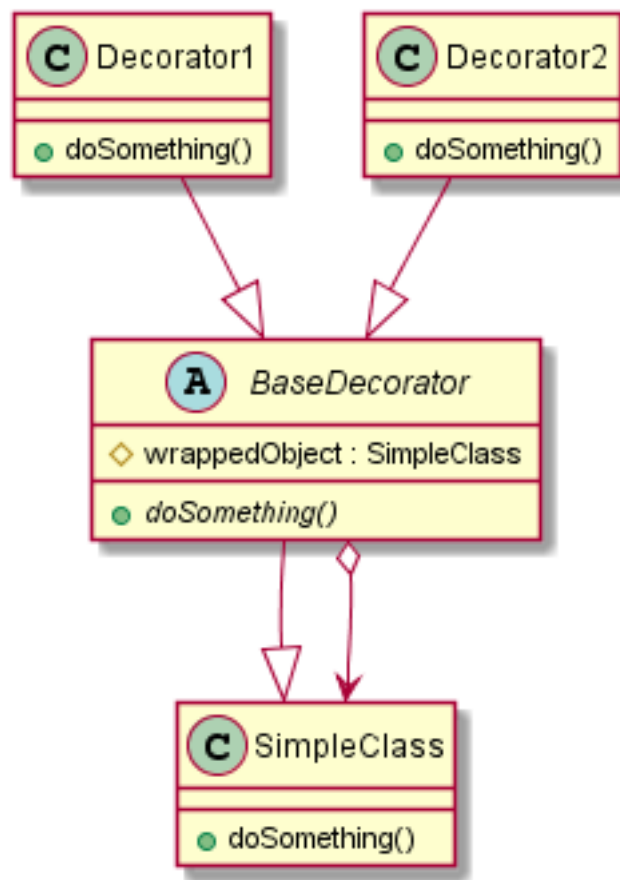 C Decorator1
doSomething()
C Decorator2
doSomething()
A BaseDecorator
wrappedObject : SimpleClass
doSomething()
C SimpleClass
doSomething()